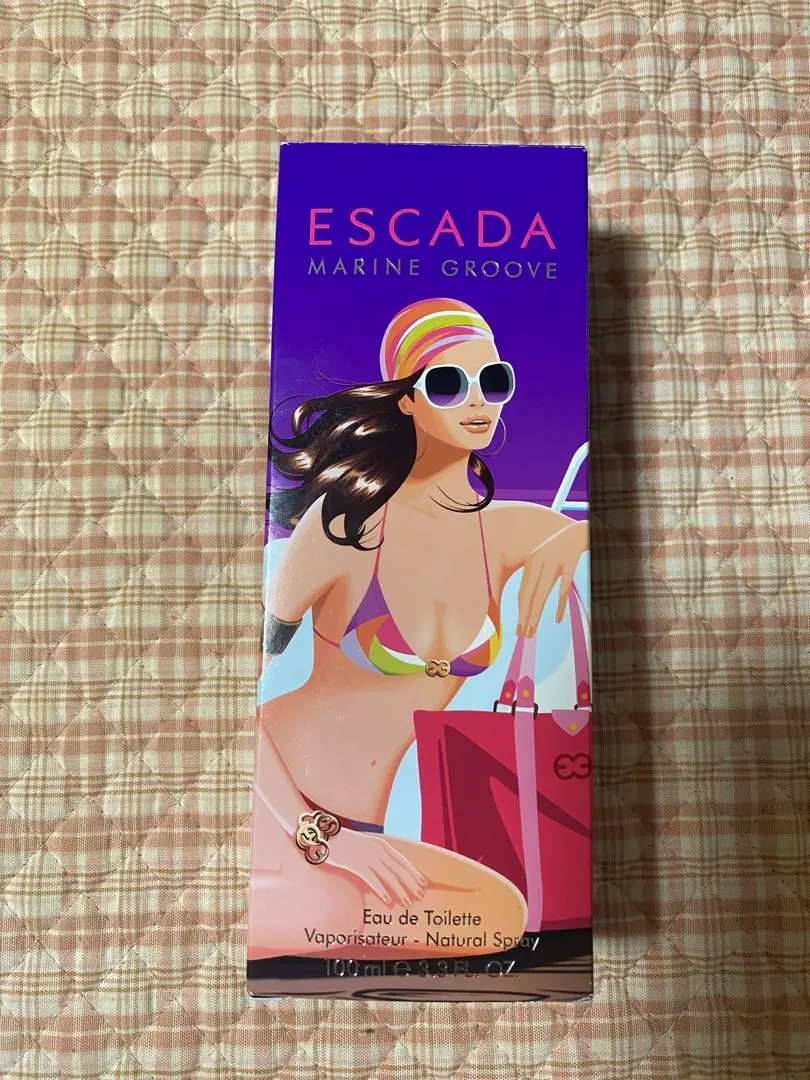 ESCADA
MARINE GROOVE
Eau de Toilette
Vaporisateur - Natural Spray
100 ml e 3.3 FL. OZ.